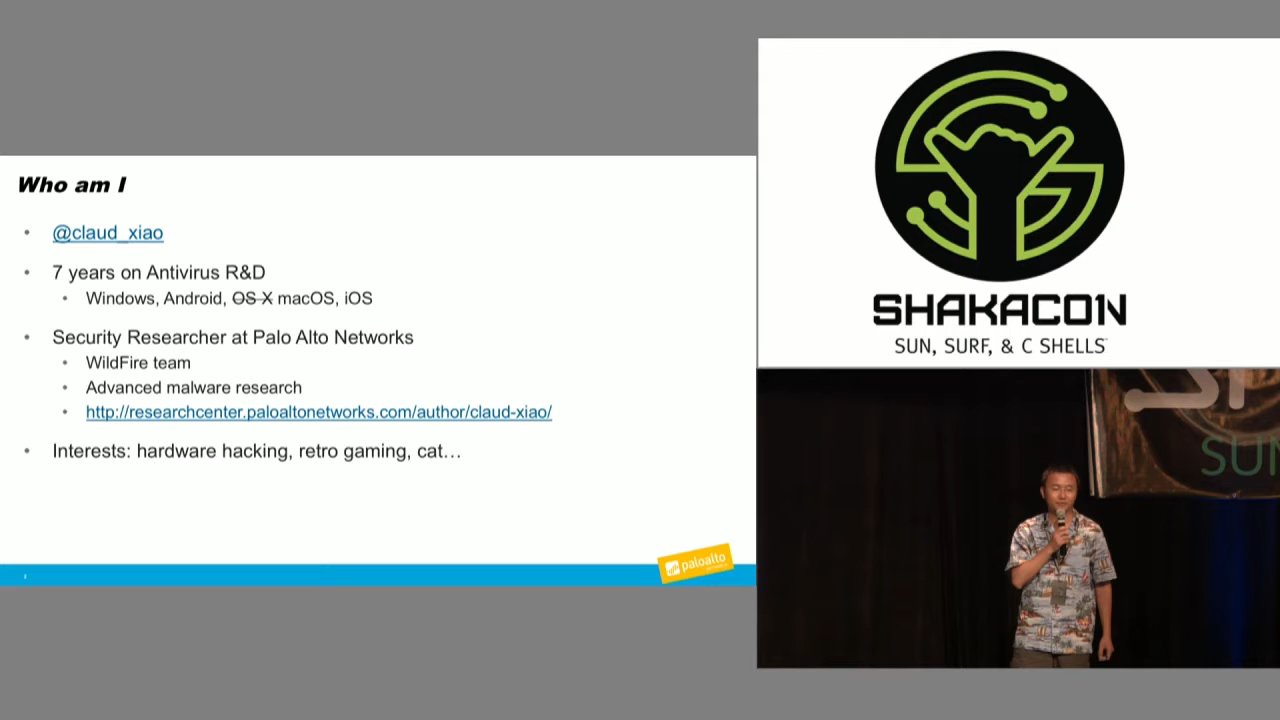 Who am I
@claud_xiao
7 years on Antivirus R&D
Windows, Android, OS X macOS, iOS
Security Researcher at Palo Alto Networks
WildFire team
Advanced malware research
http://researchcenter.paloaltonetworks.com/author/claud-xiao/
Interests: hardware hacking, retro gaming, cat…
paloalto
SHAKACO1N
SUN, SURF, & C SHELLS
SUN